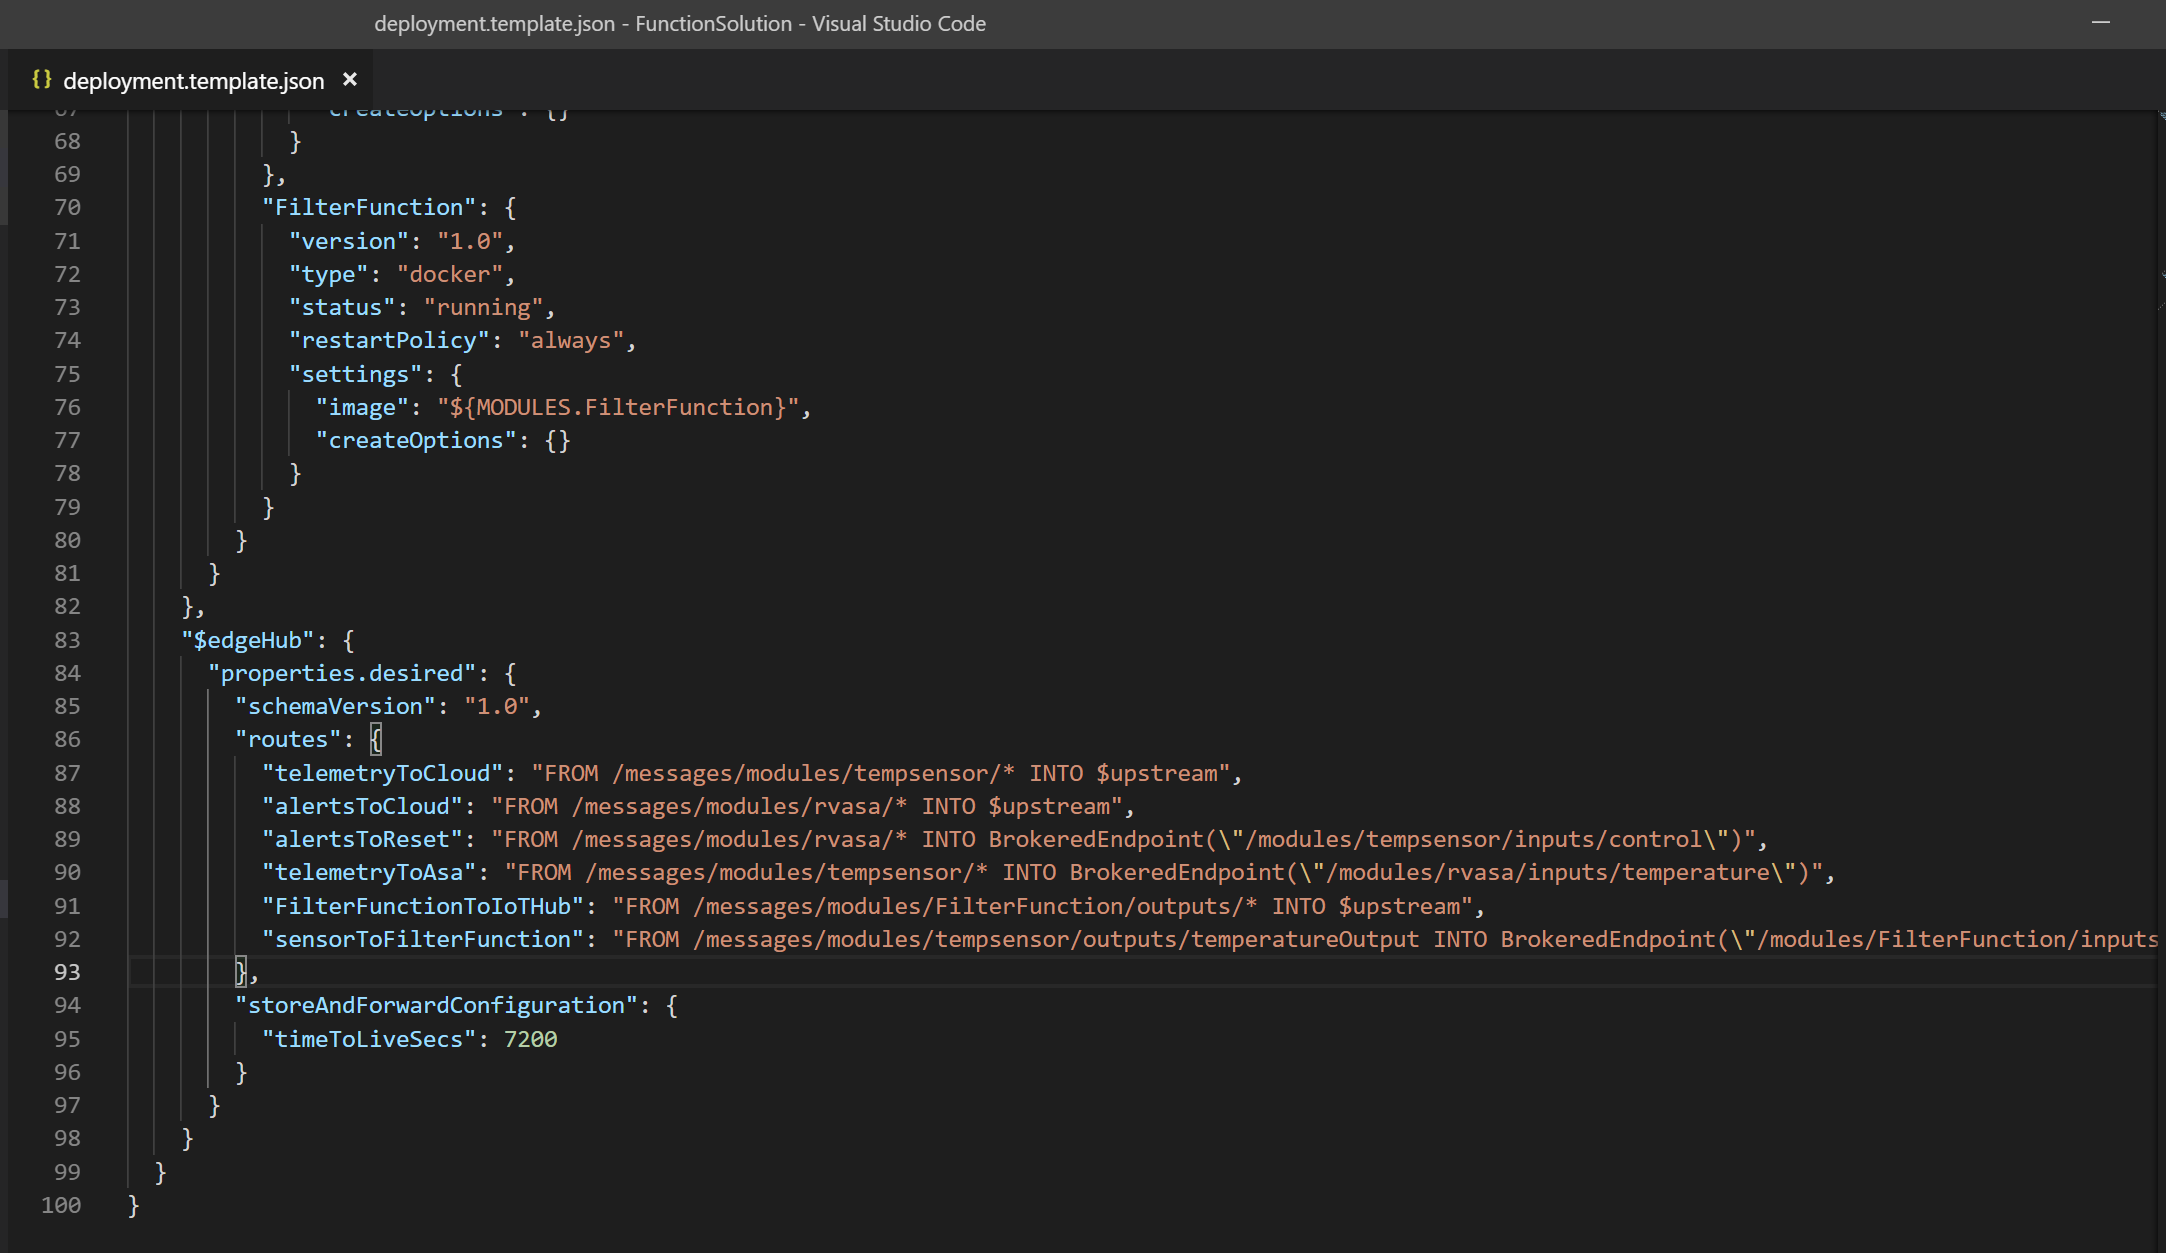 deployment.template.json - FunctionSolution - Visual Studio Code
{} deployment.template.json ×
67 "createOptions": {}
68 }
69 },
70 "FilterFunction": {
71 "version": "1.0",
72 "type": "docker",
73 "status": "running",
74 "restartPolicy": "always",
75 "settings": {
76 "image": "${MODULES.FilterFunction}",
77 "createOptions": {}
78 }
79 }
80 }
81 }
82 },
83 "$edgeHub": {
84 "properties.desired": {
85 "schemaVersion": "1.0",
86 "routes": {
87 "telemetryToCloud": "FROM /messages/modules/tempsensor/* INTO $upstream",
88 "alertsToCloud": "FROM /messages/modules/rvasa/* INTO $upstream",
89 "alertsToReset": "FROM /messages/modules/rvasa/* INTO BrokeredEndpoint(\"/modules/tempsensor/inputs/control\")",
90 "telemetryToAsa": "FROM /messages/modules/tempsensor/* INTO BrokeredEndpoint(\"/modules/rvasa/inputs/temperature\")",
91 "FilterFunctionToIoTHub": "FROM /messages/modules/FilterFunction/outputs/* INTO $upstream",
92 "sensorToFilterFunction": "FROM /messages/modules/tempsensor/outputs/temperatureOutput INTO BrokeredEndpoint(\"/modules/FilterFunction/inputs
93 },
94 "storeAndForwardConfiguration": {
95 "timeToLiveSecs": 7200
96 }
97 }
98 }
99 }
100 }